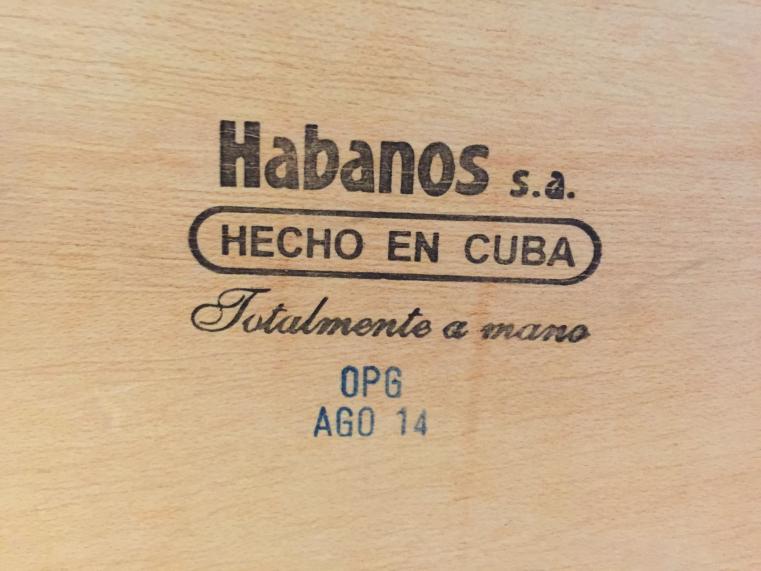 Habanos s.a.
HECHO EN CUBA
Totalmente a mano
OPG
AGO 14